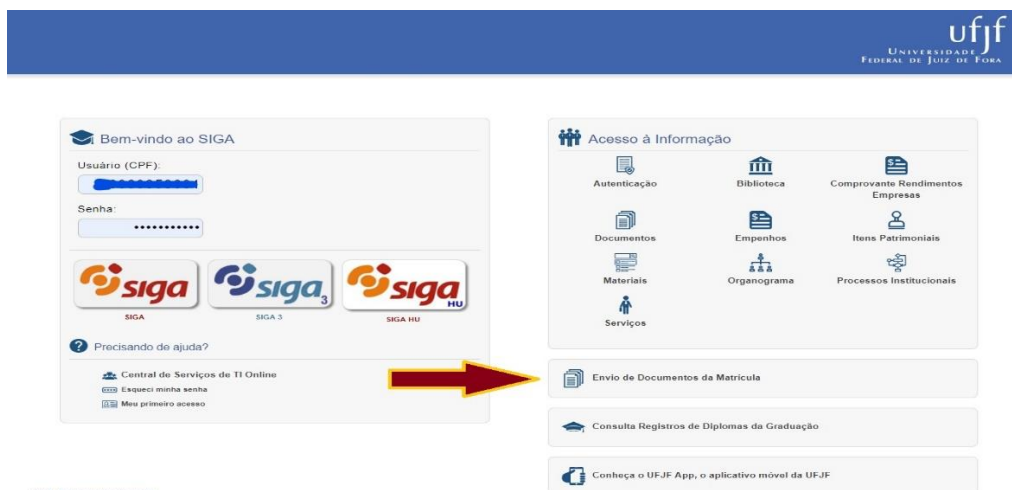 ufjf
UNIVERSIDADE
FEDERAL DE JUIZ DE FORA
Bem-vindo ao SIGA
Usuário (CPF):
Senha:
siga
siga 3
siga HU
SIGA
SIGA 3
SIGA HU
Precisando de ajuda?
Central de Serviços de TI Online
Esqueci minha senha
Meu primeiro acesso
Acesso à Informação
Autenticação
Biblioteca
Comprovante Rendimentos
Empresas
Documentos
Empenhos
Itens Patrimoniais
Materiais
Organograma
Processos Institucionais
Serviços
Envio de Documentos da Matrícula
Consulta Registros de Diplomas da Graduação
Conheça o UFJF App, o aplicativo móvel da UFJF